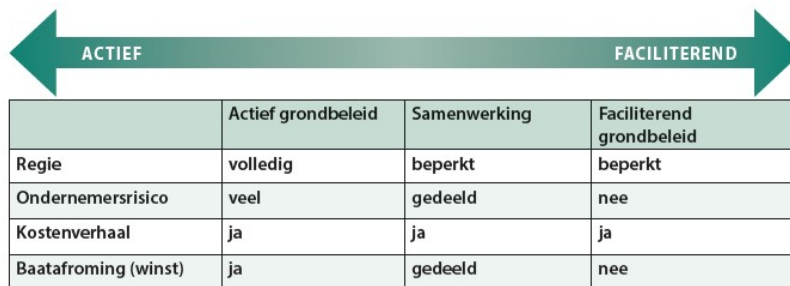 ACTIEF FACILITEREND
Actief grondbeleid Samenwerking Faciliterend
grondbeleid
Regie volledig beperkt beperkt
Ondernemersrisico veel gedeeld nee
Kostenverhaal ja ja ja
Baatafroming (winst) ja gedeeld nee